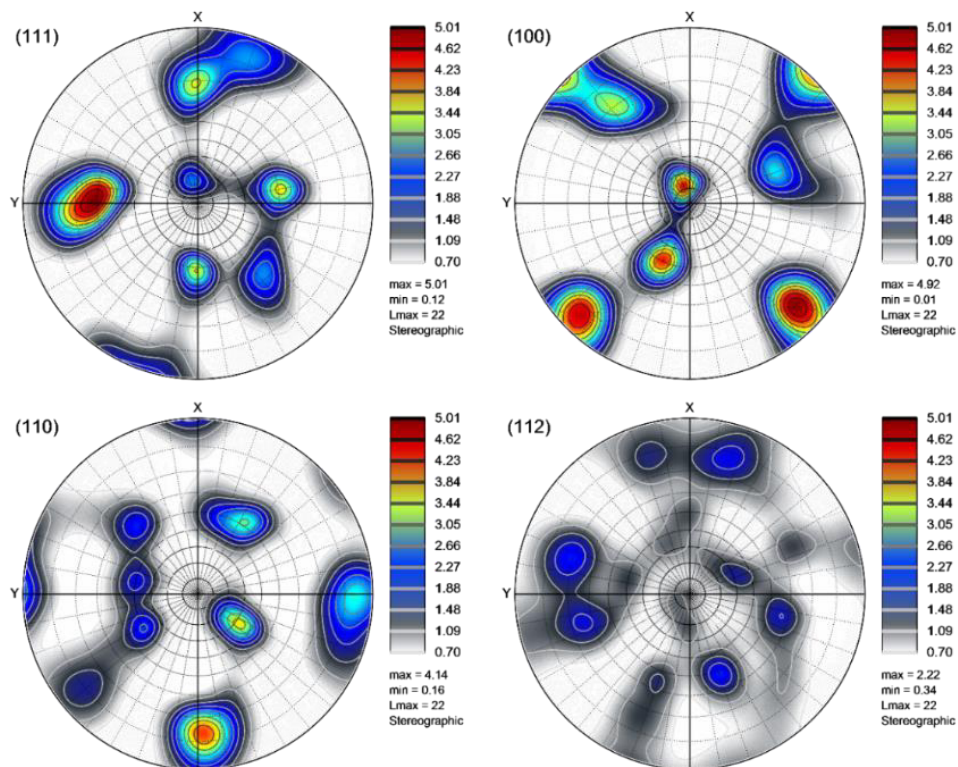 X
(111)
Y
5.01
4.62
4.23
3.84
3.44
3.05
2.66
2.27
1.88
1.48
1.09
0.70
max = 5.01
min = 0.12
Lmax = 22
Stereographic
X
(100)
Y
5.01
4.62
4.23
3.84
3.44
3.05
2.66
2.27
1.88
1.48
1.09
0.70
max = 4.92
min = 0.01
Lmax = 22
Stereographic
X
(110)
Y
5.01
4.62
4.23
3.84
3.44
3.05
2.66
2.27
1.88
1.48
1.09
0.70
max = 4.14
min = 0.16
Lmax = 22
Stereographic
X
(112)
Y
5.01
4.62
4.23
3.84
3.44
3.05
2.66
2.27
1.88
1.48
1.09
0.70
max = 2.22
min = 0.34
Lmax = 22
Stereographic